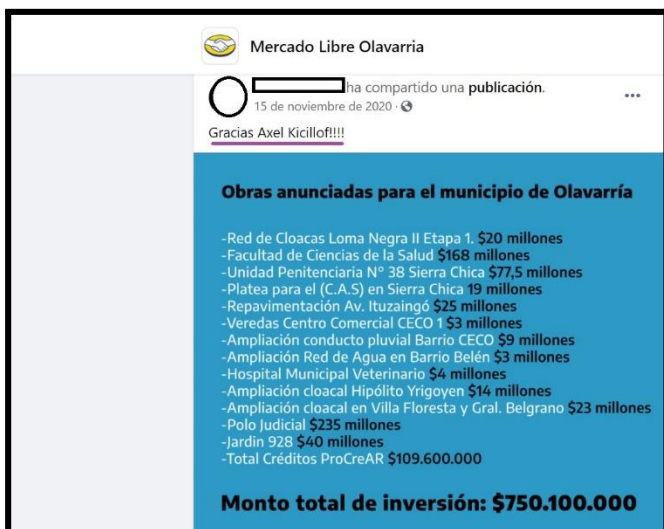 Mercado Libre Olavarria
ha compartido una publicación.
15 de noviembre de 2020 ·
Gracias Axel Kicillof!!!!
Obras anunciadas para el municipio de Olavarría
-Red de Cloacas Loma Negra II Etapa 1. $20 millones
-Facultad de Ciencias de la Salud $168 millones
-Unidad Penitenciaria N° 38 Sierra Chica $77,5 millones
-Platea para el (C.A.S) en Sierra Chica 19 millones
-Repavimentación Av. Ituzaingó $25 millones
-Veredas Centro Comercial CECO 1 $3 millones
-Ampliación conducto pluvial Barrio CECO $9 millones
-Ampliación Red de Agua en Barrio Belén $3 millones
-Hospital Municipal Veterinario $4 millones
-Ampliación cloacal Hipólito Yrigoyen $14 millones
-Ampliación cloacal en Villa Floresta y Gral. Belgrano $23 millones
-Polo Judicial $235 millones
-Jardin 928 $40 millones
-Total Créditos ProCreAR $109.600.000
Monto total de inversión: $750.100.000